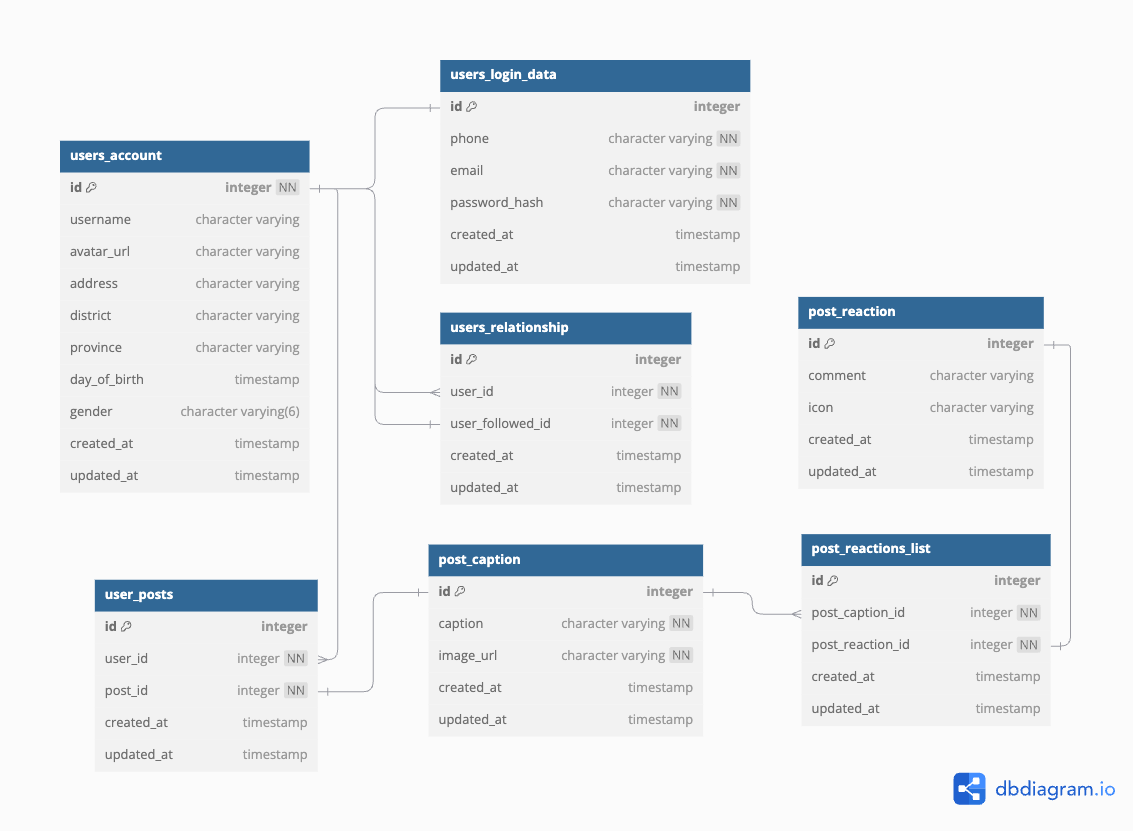 users_login_data
id integer
phone character varying NN
email character varying NN
password_hash character varying NN
created_at timestamp
updated_at timestamp
users_account
id integer NN
username character varying
avatar_url character varying
address character varying
district character varying
province character varying
day_of_birth timestamp
gender character varying(6)
created_at timestamp
updated_at timestamp
users_relationship
id integer
user_id integer NN
user_followed_id integer NN
created_at timestamp
updated_at timestamp
post_reaction
id integer
comment character varying
icon character varying
created_at timestamp
updated_at timestamp
user_posts
id integer
user_id integer NN
post_id integer NN
created_at timestamp
updated_at timestamp
post_caption
id integer
caption character varying NN
image_url character varying NN
created_at timestamp
updated_at timestamp
post_reactions_list
id integer
post_caption_id integer NN
post_reaction_id integer NN
created_at timestamp
updated_at timestamp
dbdiagram.io